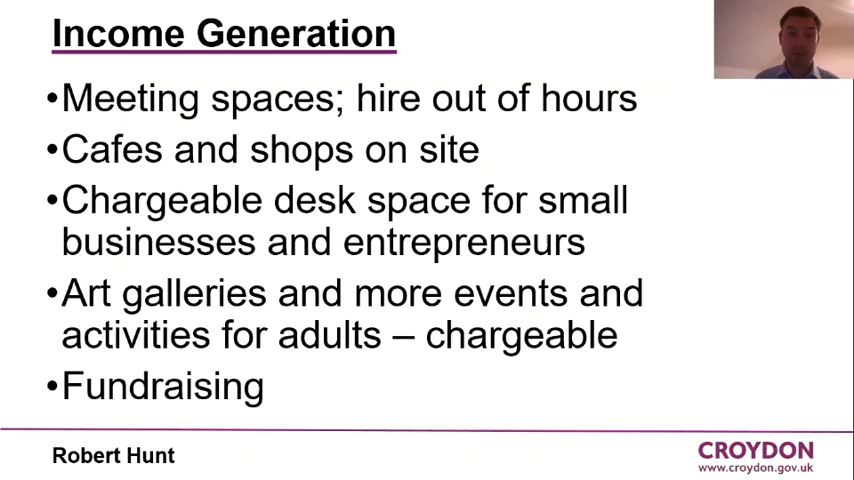 Income Generation
•Meeting spaces; hire out of hours
•Cafes and shops on site
•Chargeable desk space for small
businesses and entrepreneurs
•Art galleries and more events and
activities for adults – chargeable
•Fundraising
Robert Hunt
CROYDON
www.croydon.gov.uk